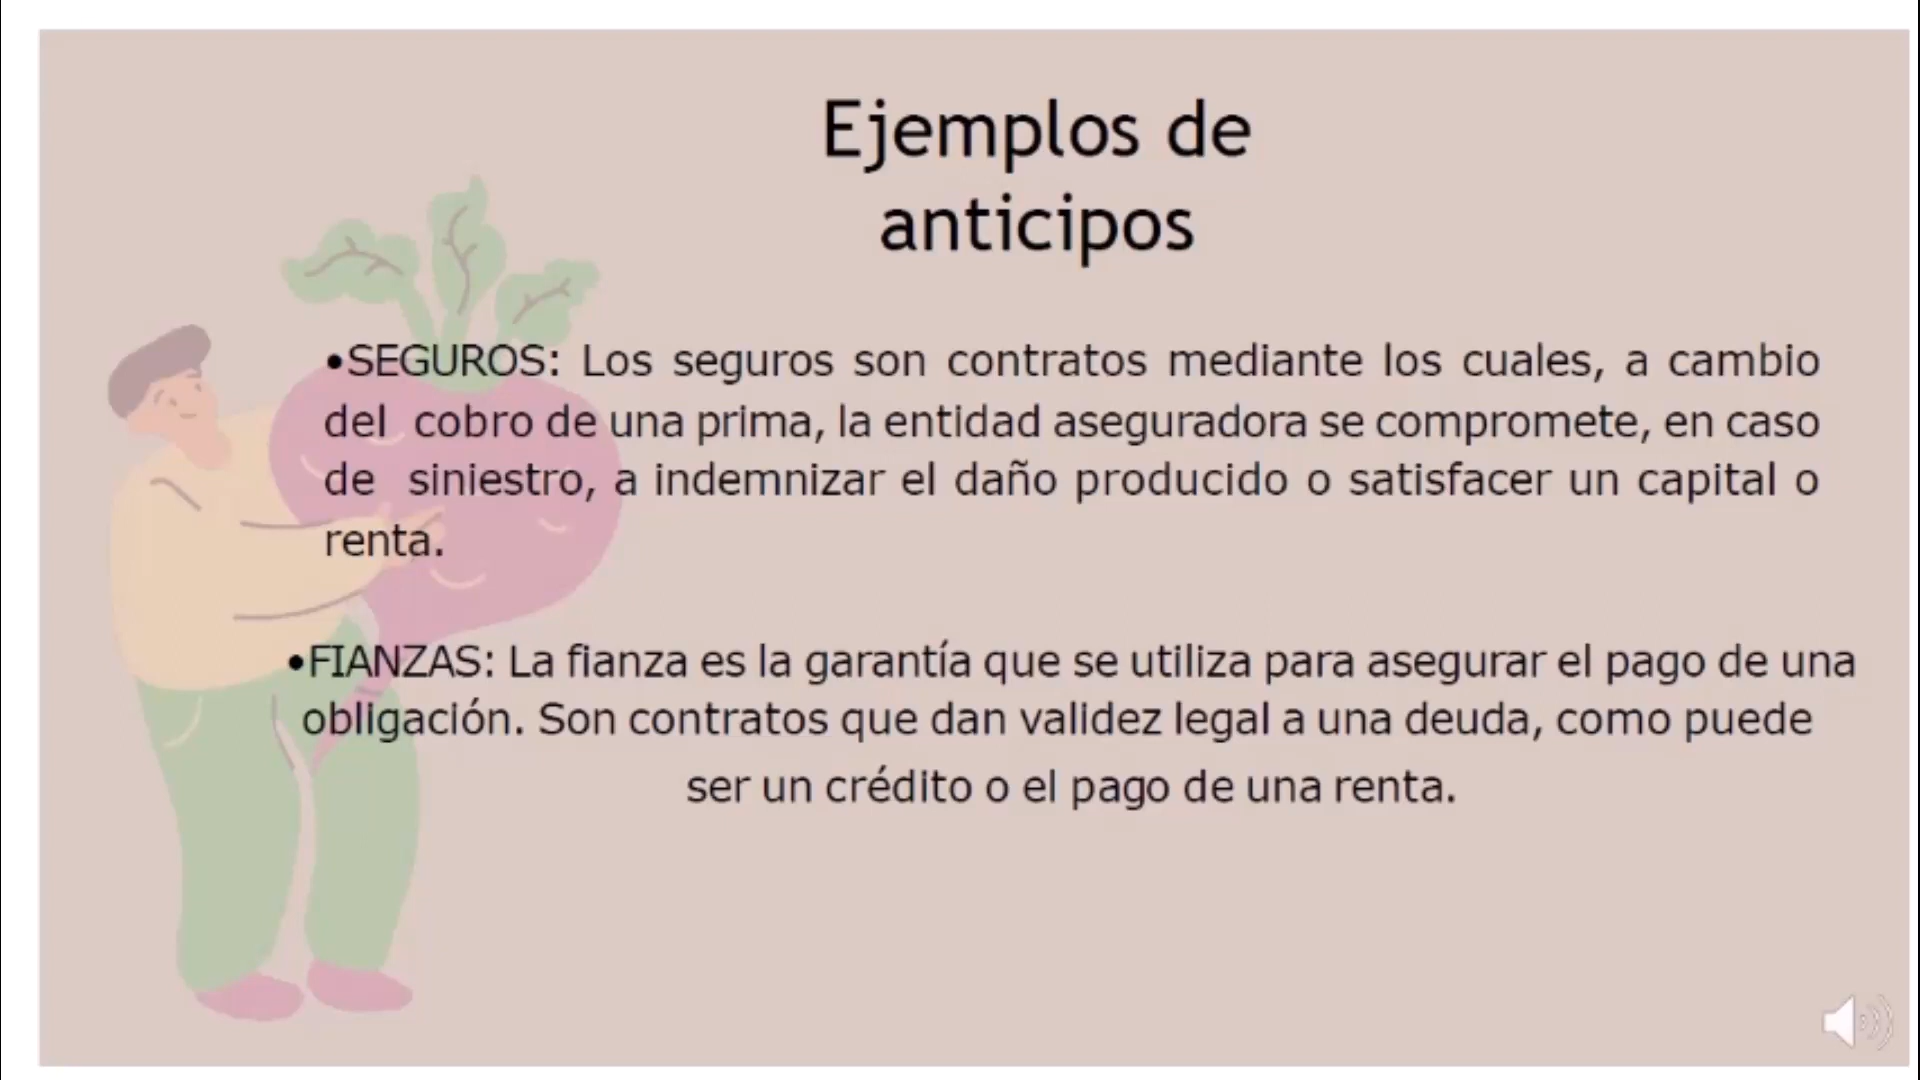 Ejemplos de
anticipos
•SEGUROS: Los seguros son contratos mediante los cuales, a cambio
del cobro de una prima, la entidad aseguradora se compromete, en caso
de siniestro, a indemnizar el daño producido o satisfacer un capital o
renta.
•FIANZAS: La fianza es la garantía que se utiliza para asegurar el pago de una
obligación. Son contratos que dan validez legal a una deuda, como puede
ser un crédito o el pago de una renta.